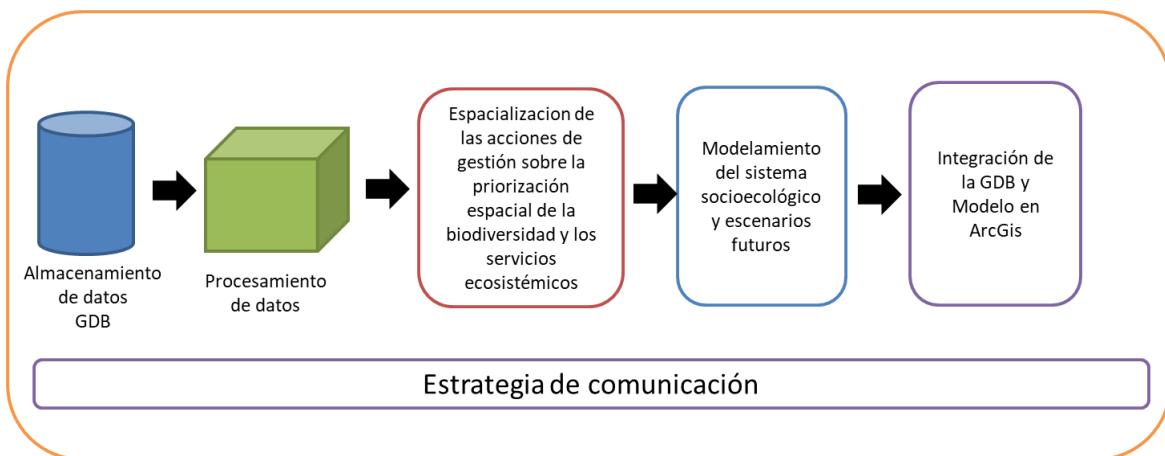 Almacenamiento
de datos
GDB
Procesamiento
de datos
Espacializacion de
las acciones de
gestión sobre la
priorización
espacial de la
biodiversidad y los
servicios
ecosistémicos
Modelamiento
del sistema
socioecológico
y escenarios
futuros
Integración de
la GDB y
Modelo en
ArcGis
Estrategia de comunicación